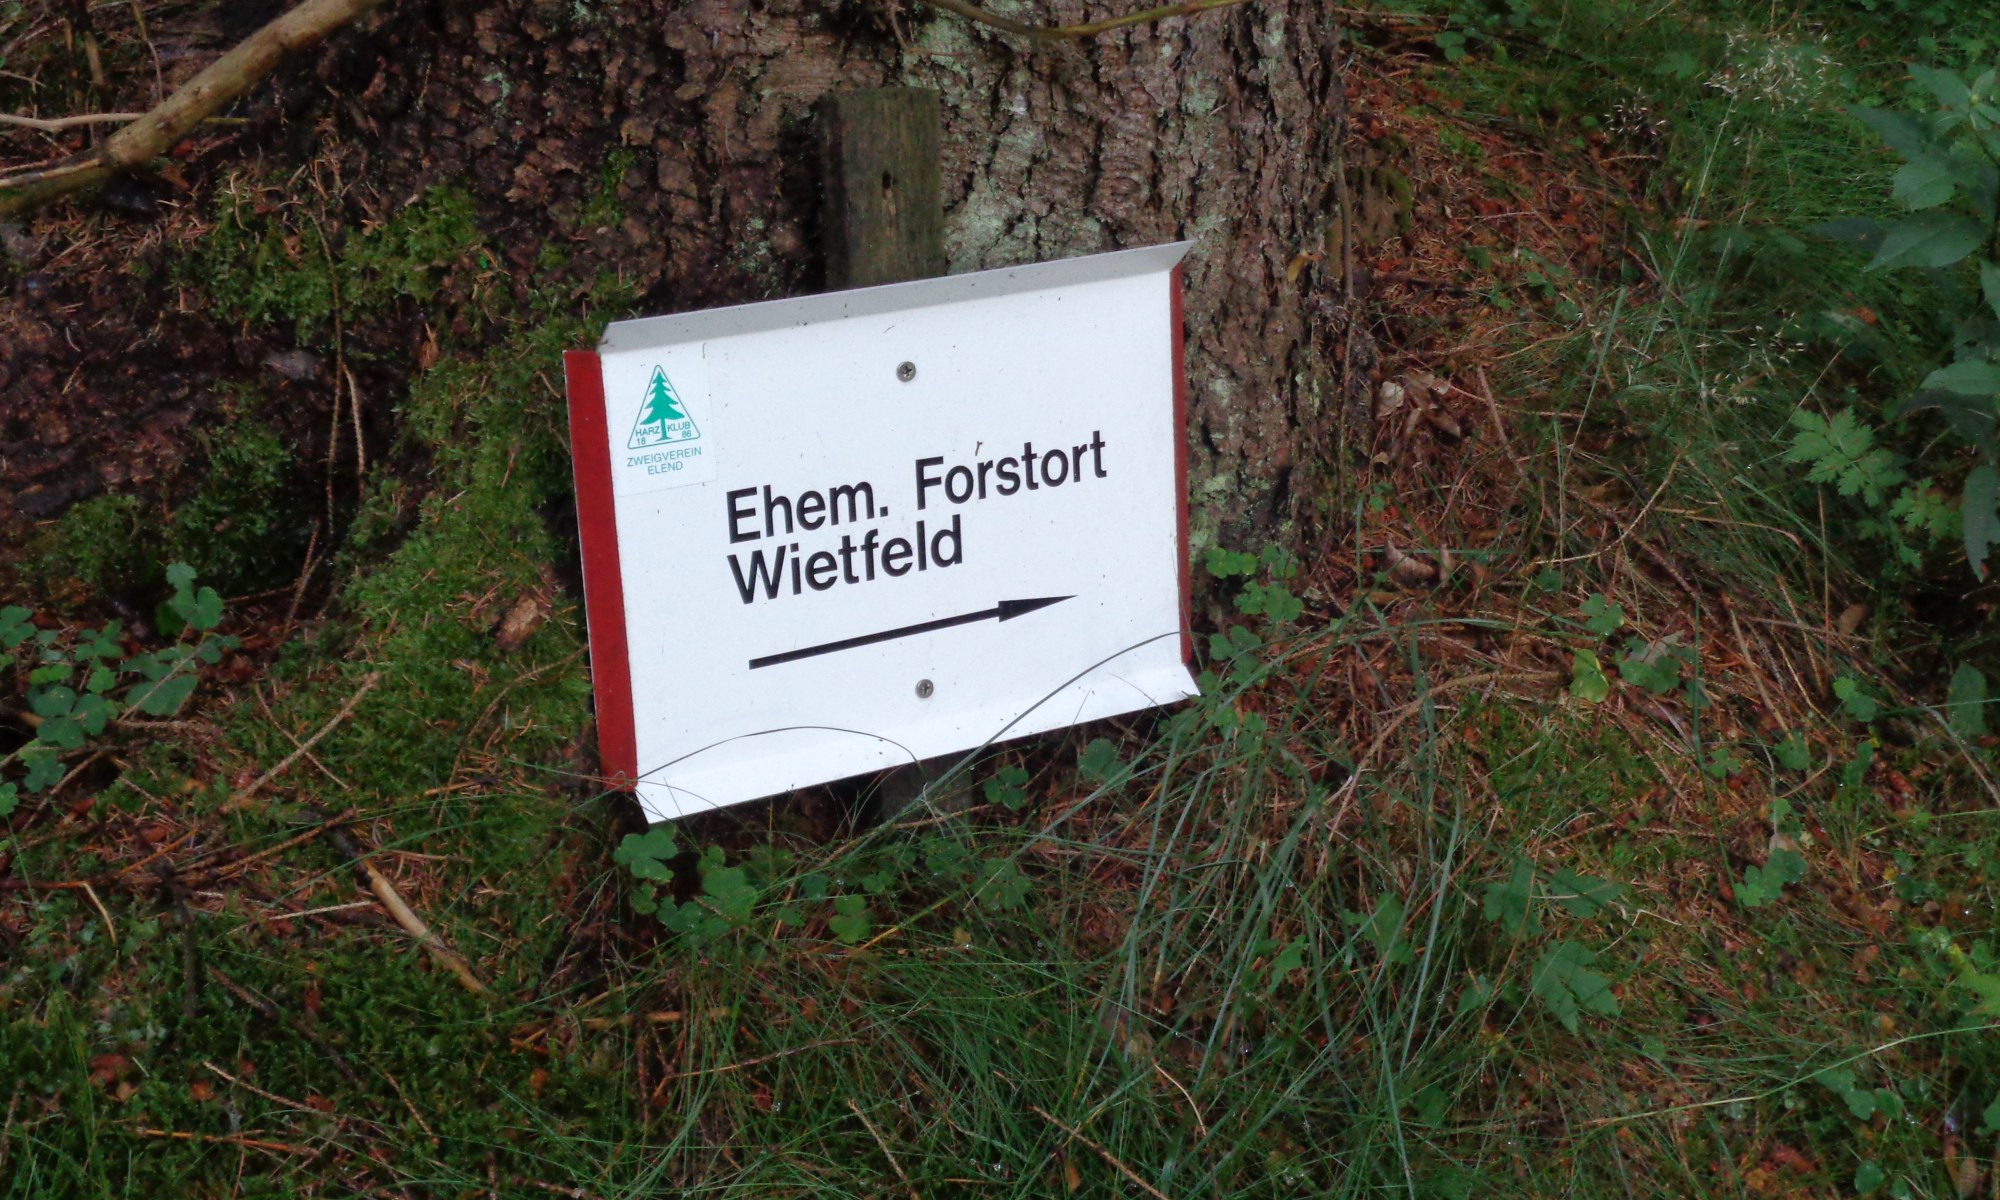 HARZ KLUB
18 86
ZWEIGVEREIN
ELEND
Ehem. Forstort
Wietfeld